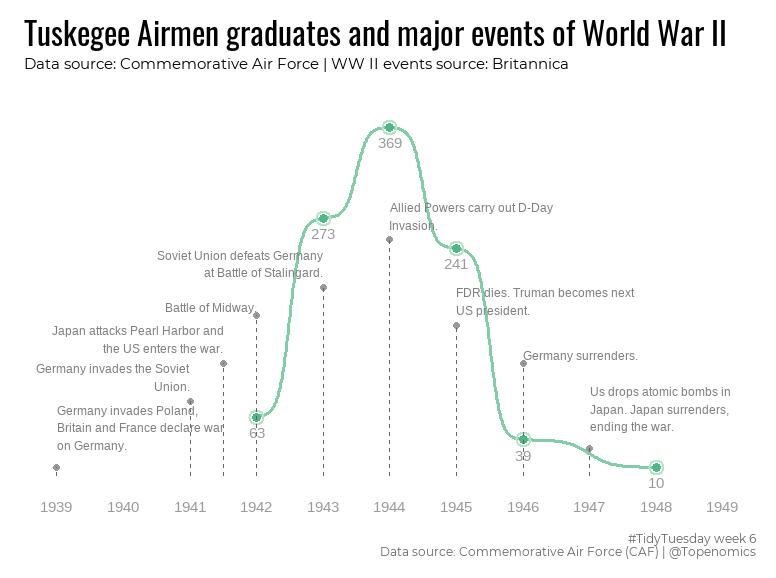 Tuskegee Airmen graduates and major events of World War II
Data source: Commemorative Air Force | WW II events source: Britannica
369
Allied Powers carry out D-Day
Invasion.
273
241
Soviet Union defeats Germany
at Battle of Stalingard.
FDR dies. Truman becomes next
US president.
Battle of Midway.
Japan attacks Pearl Harbor and
the US enters the war.
Germany surrenders.
Germany invades the Soviet
Union.
Us drops atomic bombs in
Japan. Japan surrenders,
ending the war.
Germany invades Poland,
Britain and France declare war
on Germany.
63
39
10
1939 1940 1941 1942 1943 1944 1945 1946 1947 1948 1949
#TidyTuesday week 6
Data source: Commemorative Air Force (CAF) | @Topenomics